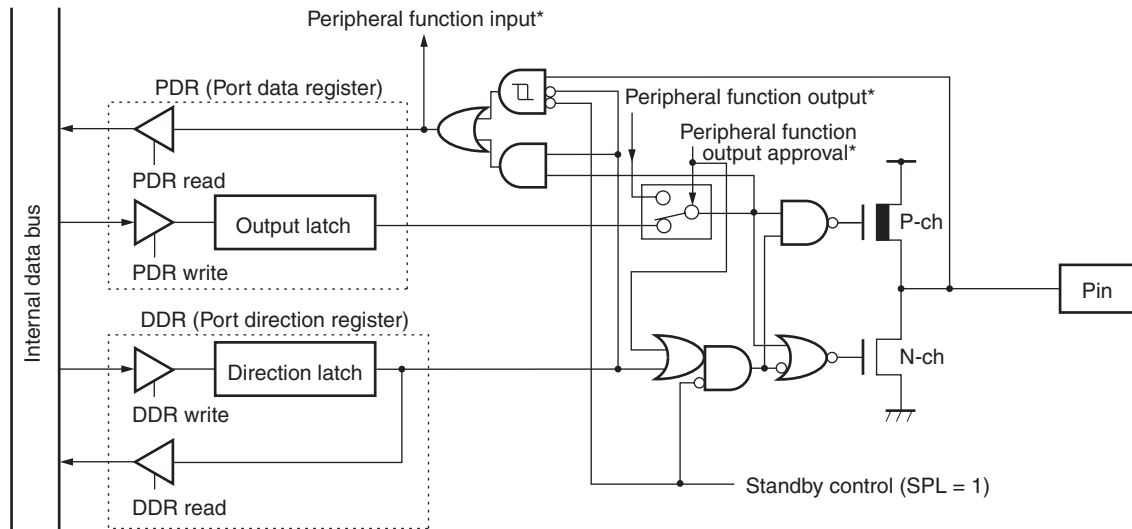 Peripheral function input*
PDR (Port data register)
Peripheral function output*
Peripheral function
output approval*
PDR read
Output latch
P-ch
PDR write
Internal data bus
Pin
DDR (Port direction register)
Direction latch
N-ch
DDR write
Standby control (SPL = 1)
DDR read